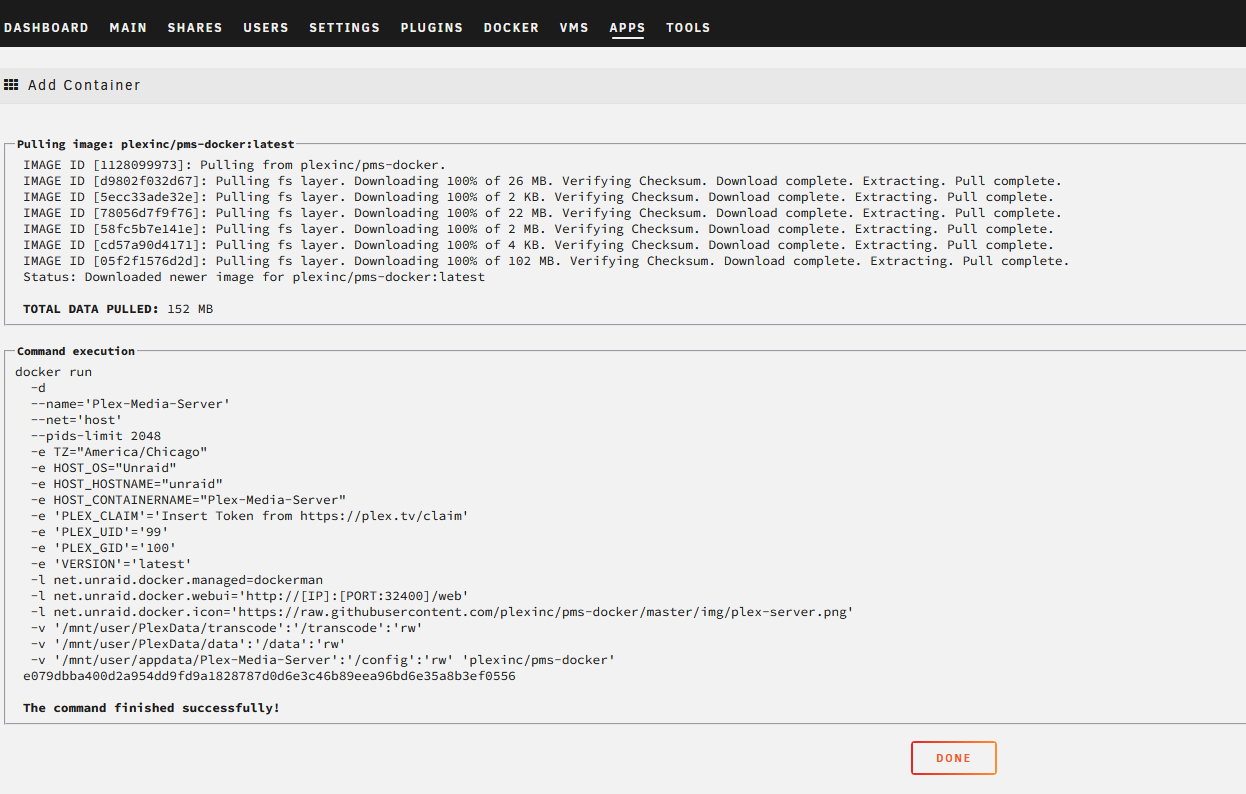 DASHBOARD MAIN SHARES USERS SETTINGS PLUGINS DOCKER VMS APPS TOOLS
Add Container
Pulling image: plexinc/pms-docker:latest
IMAGE ID [1128099973]: Pulling from plexinc/pms-docker.
IMAGE ID [d9802f032d67]: Pulling fs layer. Downloading 100% of 26 MB. Verifying Checksum. Download complete. Extracting. Pull complete.
IMAGE ID [5ecc33ade32e]: Pulling fs layer. Downloading 100% of 2 KB. Verifying Checksum. Download complete. Extracting. Pull complete.
IMAGE ID [78056d7f9f76]: Pulling fs layer. Downloading 100% of 22 MB. Verifying Checksum. Download complete. Extracting. Pull complete.
IMAGE ID [58fc5b7e141e]: Pulling fs layer. Downloading 100% of 2 MB. Verifying Checksum. Download complete. Extracting. Pull complete.
IMAGE ID [cd57a90d4171]: Pulling fs layer. Downloading 100% of 4 KB. Verifying Checksum. Download complete. Extracting. Pull complete.
IMAGE ID [05f2f1576d2d]: Pulling fs layer. Downloading 100% of 102 MB. Verifying Checksum. Download complete. Extracting. Pull complete.
Status: Downloaded newer image for plexinc/pms-docker:latest
TOTAL DATA PULLED: 152 MB
Command execution
docker run
-d
--name='Plex-Media-Server'
--net='host'
--pids-limit 2048
-e TZ="America/Chicago"
-e HOST_OS="Unraid"
-e HOST_HOSTNAME="unraid"
-e HOST_CONTAINERNAME="Plex-Media-Server"
-e 'PLEX_CLAIM'='Insert Token from https://plex.tv/claim'
-e 'PLEX_UID'='99'
-e 'PLEX_GID'='100'
-e 'VERSION'='latest'
-l net.unraid.docker.managed=dockerman
-l net.unraid.docker.webui='http://[IP]:[PORT:32400]/web'
-l net.unraid.docker.icon='https://raw.githubusercontent.com/plexinc/pms-docker/master/img/plex-server.png'
-v '/mnt/user/PlexData/transcode':'/transcode':'rw'
-v '/mnt/user/PlexData/data':'/data':'rw'
-v '/mnt/user/appdata/Plex-Media-Server':'/config':'rw' 'plexinc/pms-docker'
e079dbba400d2a954dd9fd9a1828787d0d6e3c46b89eea96bd6e35a8b3ef0556
The command finished successfully!
DONE